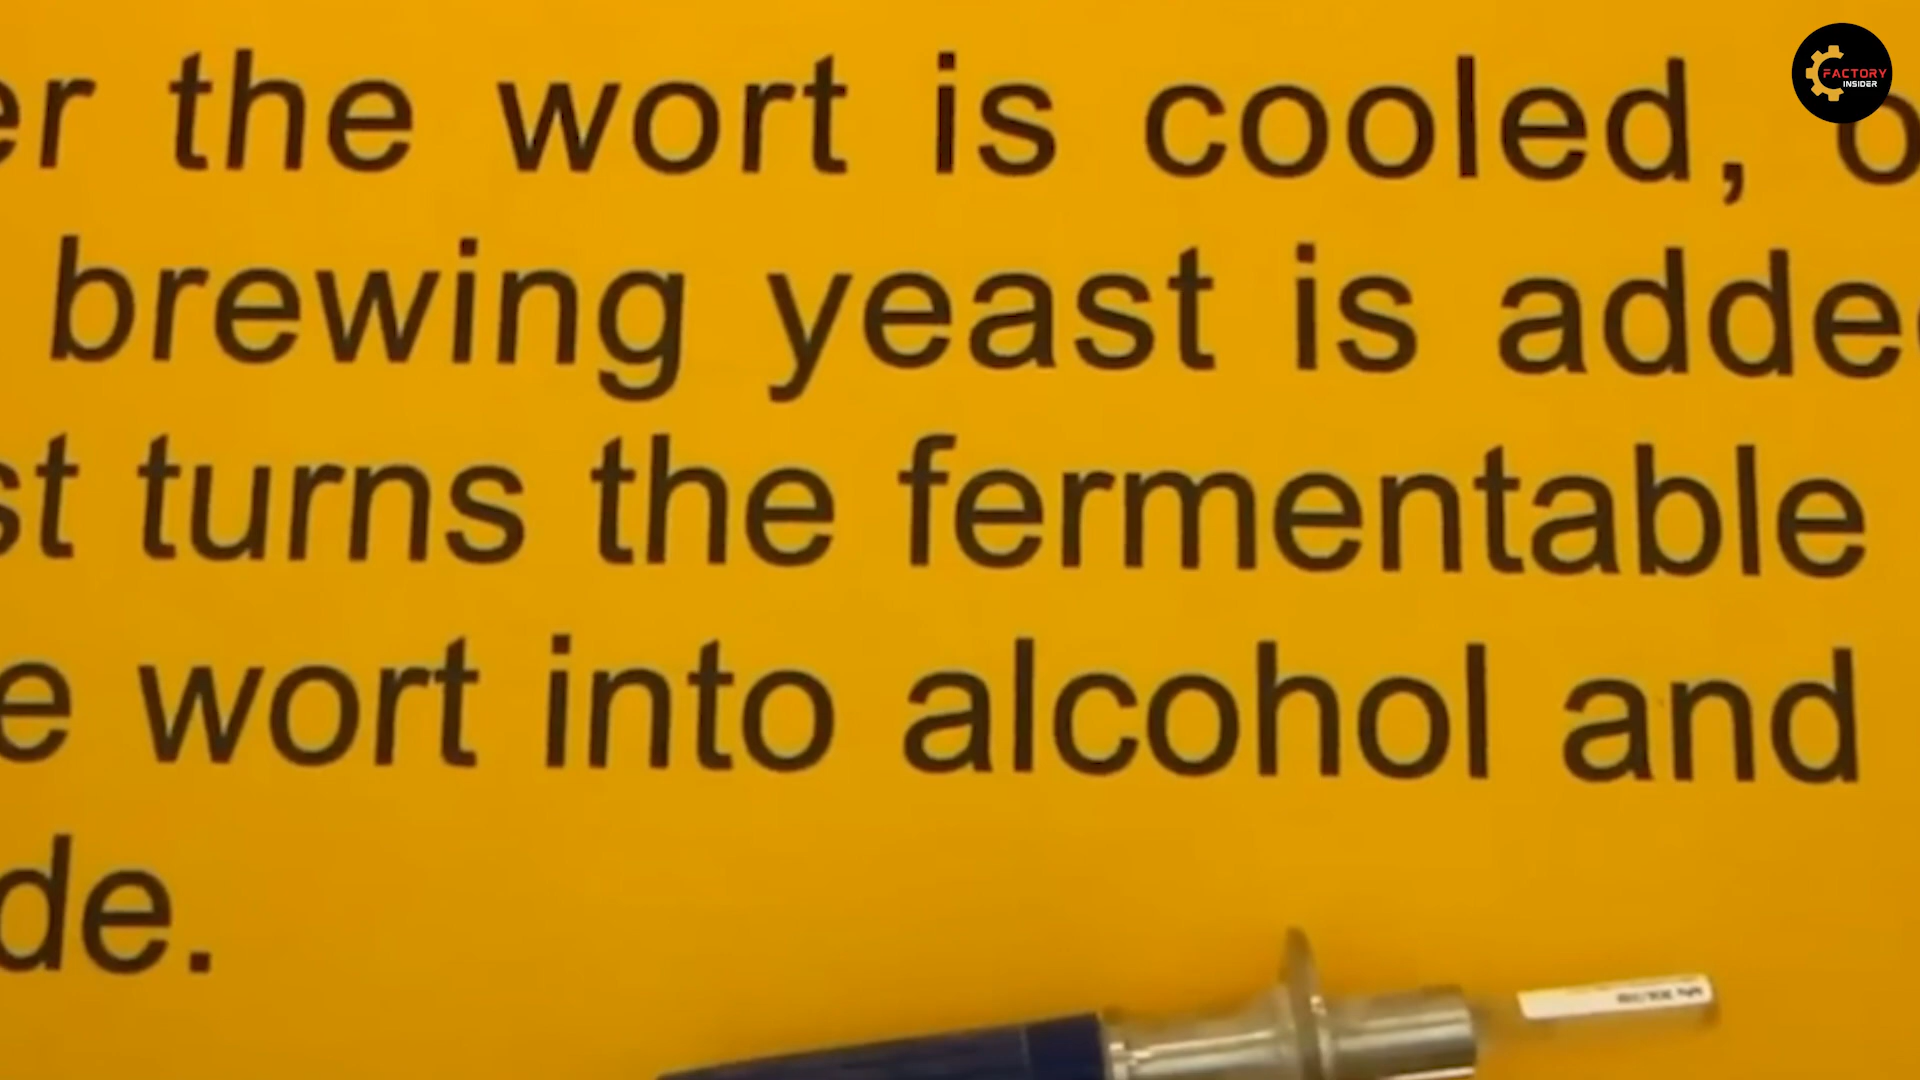 er the wort is cooled, o
brewing yeast is adde
st turns the fermentable
e wort into alcohol and
de.
FACTORY
INSIDER